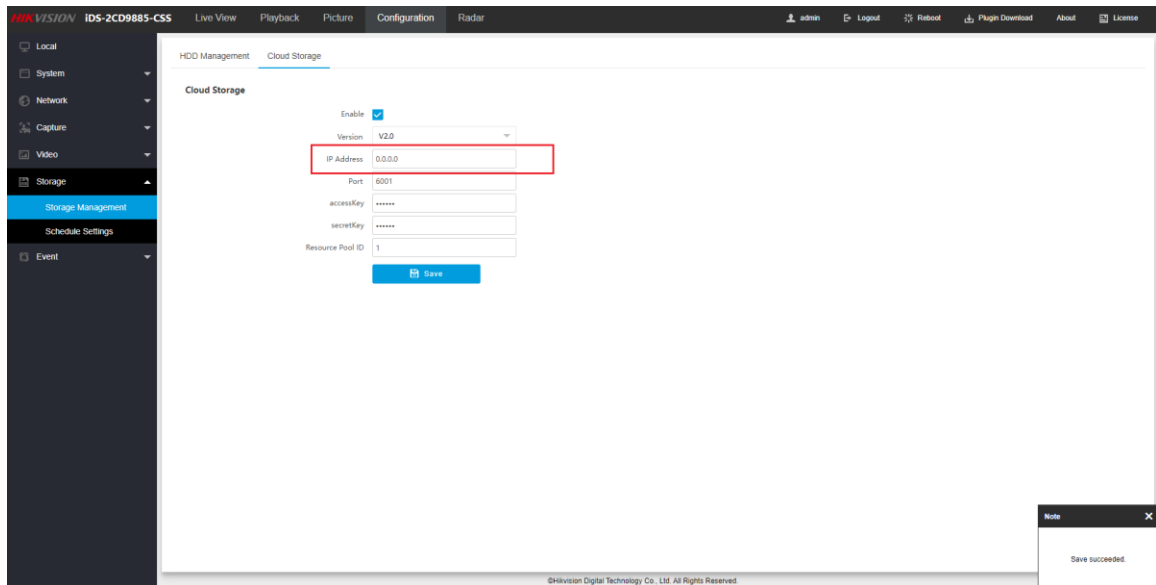 HIKVISION iDS-2CD9885-CSS Live View Playback Picture Configuration Radar admin Logout Reboot Plugin Download About License
Local
System
Network
Capture
Video
Storage
Storage Management
Schedule Settings
Event
HDD Management Cloud Storage
Cloud Storage
Enable
Version V2.0
IP Address 0.0.0.0
Port 6001
accessKey ••••••
secretKey ••••••
Resource Pool ID 1
Save
Note
Save succeeded.
©Hikvision Digital Technology Co., Ltd. All Rights Reserved.